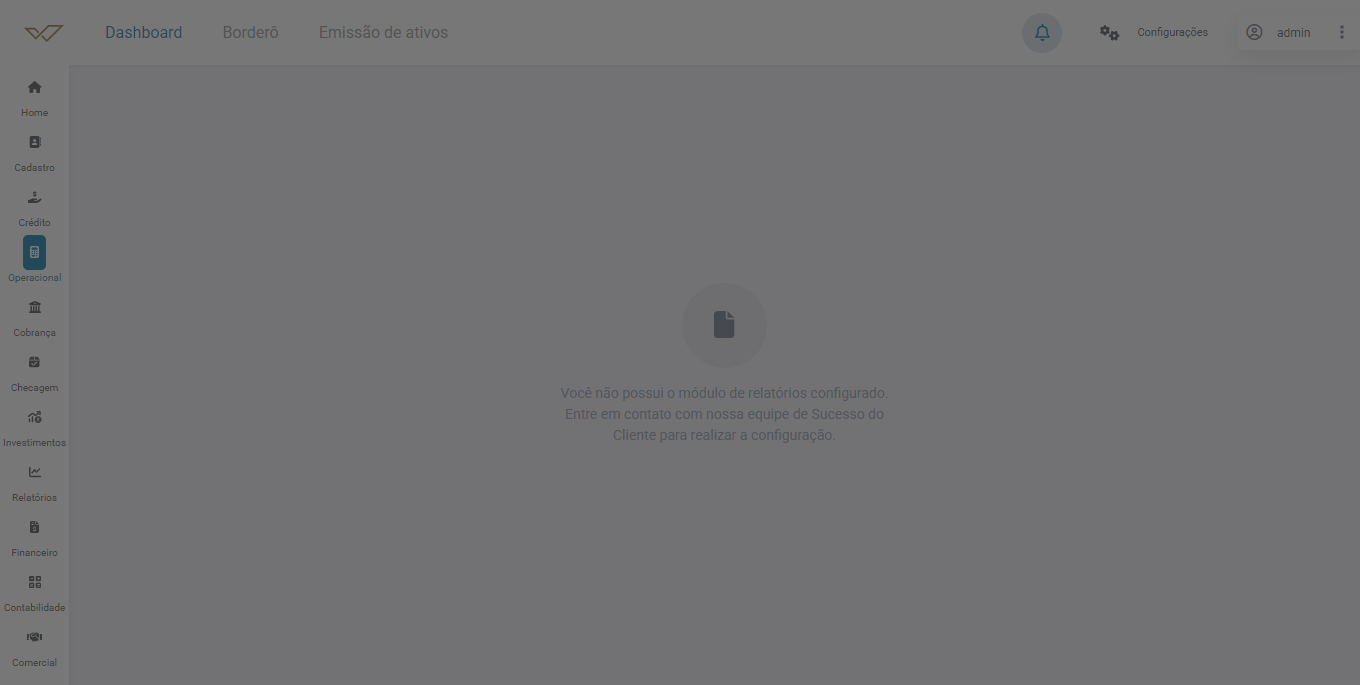 Dashboard Borderô Emissão de ativos Configurações admin
Home
Cadastro
Crédito
Operacional
Cobrança
Checagem
Investimentos
Relatórios
Financeiro
Contabilidade
Comercial
Você não possui o módulo de relatórios configurado.
Entre em contato com nossa equipe de Sucesso do
Cliente para realizar a configuração.